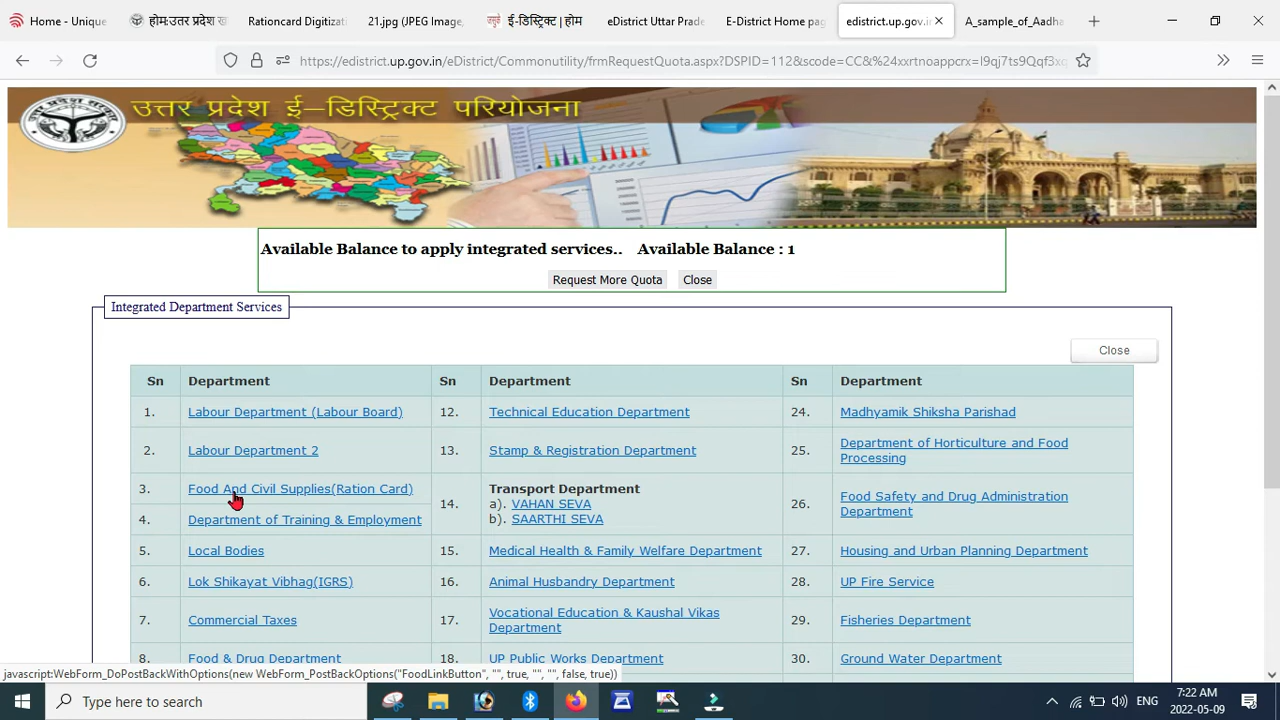 Home - Unique
होम:उत्तर प्रदेश खा
Rationcard Digitizati
21.jpg (JPEG Image,
ई-डिस्ट्रिक्ट | होम
eDistrict Uttar Prade
E-District Home pag
edistrict.up.gov.i
A_sample_of_Aadha
https://edistrict.up.gov.in/eDistrict/Commonutility/frmRequestQuota.aspx?DSPID=112&scode=CC&%24xxrtnoappcrx=I9qj7ts9Qqf3xq
उत्तर प्रदेश ई-डिस्ट्रिक्ट परियोजना
Available Balance to apply integrated services.. Available Balance : 1
Request More Quota Close
Integrated Department Services
Close
Sn Department Sn Department Sn Department
1. Labour Department (Labour Board) 12. Technical Education Department 24. Madhyamik Shiksha Parishad
2. Labour Department 2 13. Stamp & Registration Department 25. Department of Horticulture and Food
Processing
3. Food And Civil Supplies(Ration Card) 14. Transport Department
a). VAHAN SEVA
b). SAARTHI SEVA
26. Food Safety and Drug Administration
Department
4. Department of Training & Employment
5. Local Bodies 15. Medical Health & Family Welfare Department 27. Housing and Urban Planning Department
6. Lok Shikayat Vibhag(IGRS) 16. Animal Husbandry Department 28. UP Fire Service
7. Commercial Taxes 17. Vocational Education & Kaushal Vikas
Department
29. Fisheries Department
8. Food & Drug Department 18. UP Public Works Department 30. Ground Water Department
javascript:WebForm_DoPostBackWithOptions(new WebForm_PostBackOptions("FoodLinkButton", "", true, "", "", false, true))
Type here to search
ENG
7:22 AM
2022-05-09